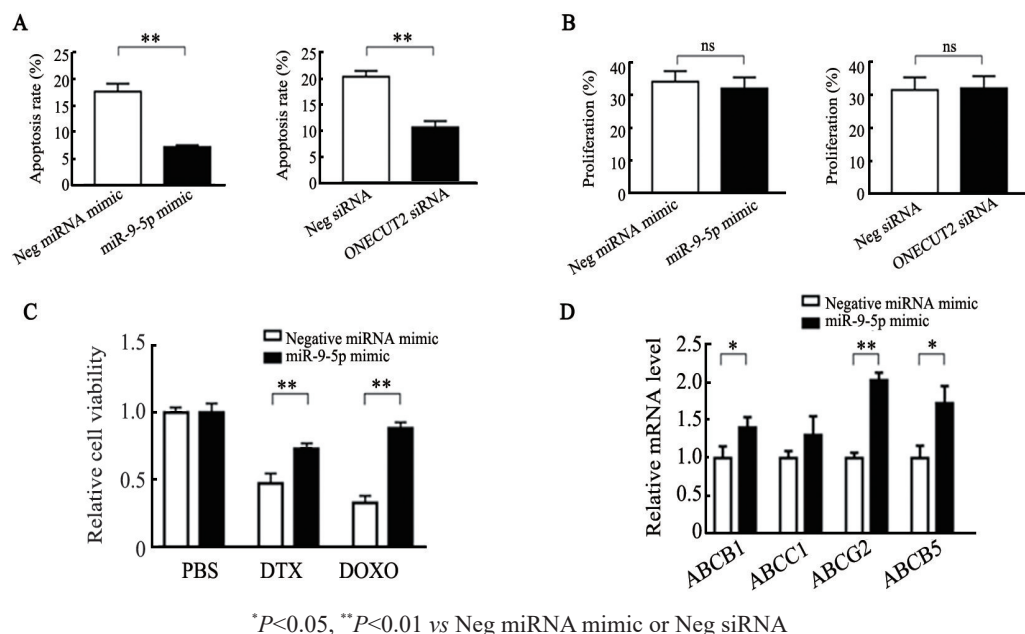 A
**
Apoptosis rate (%)
25
20
15
10
5
0
Neg miRNA mimic
miR-9-5p mimic
**
Apoptosis rate (%)
25
20
15
10
25
0
Neg siRNA
ONECUT2 siRNA
B
ns
Proliferation (%)
40
30
20
30
0
Neg miRNA mimic
miR-9-5p mimic
ns
Proliferation (%)
40
30
20
30
0
Neg siRNA
ONECUT2 siRNA
C
Negative miRNA mimic
miR-9-5p mimic
Relative cell viability
1.5
1.0
0.5
0
**
**
PBS
DTX
DOXO
D
Negative miRNA mimic
miR-9-5p mimic
Relative mRNA level
2.5
2.0
1.5
1.0
0.5
0
*
**
*
ABCB1
ABCC1
ABCG2
ABCB5
*P<0.05, **P<0.01 vs Neg miRNA mimic or Neg siRNA